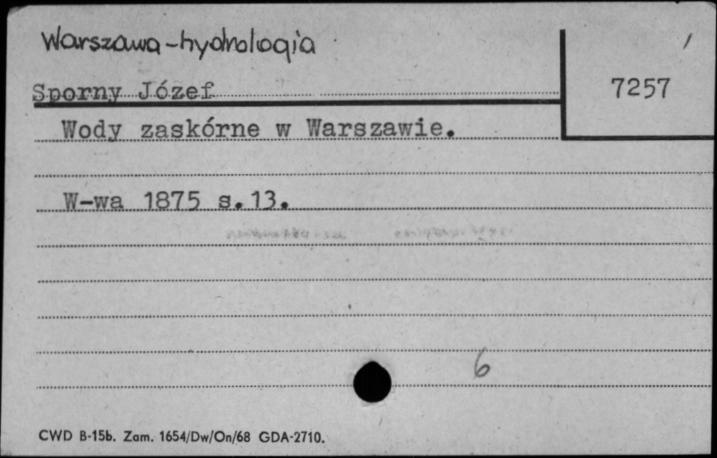 Warszawa-hydrologia
Sporny Józef
7257
Wody zaskórne w Warszawie.
W-wa 1875 s.13.
6
CWD B-15b. Zam. 1654/Dw/On/68 GDA-2710.